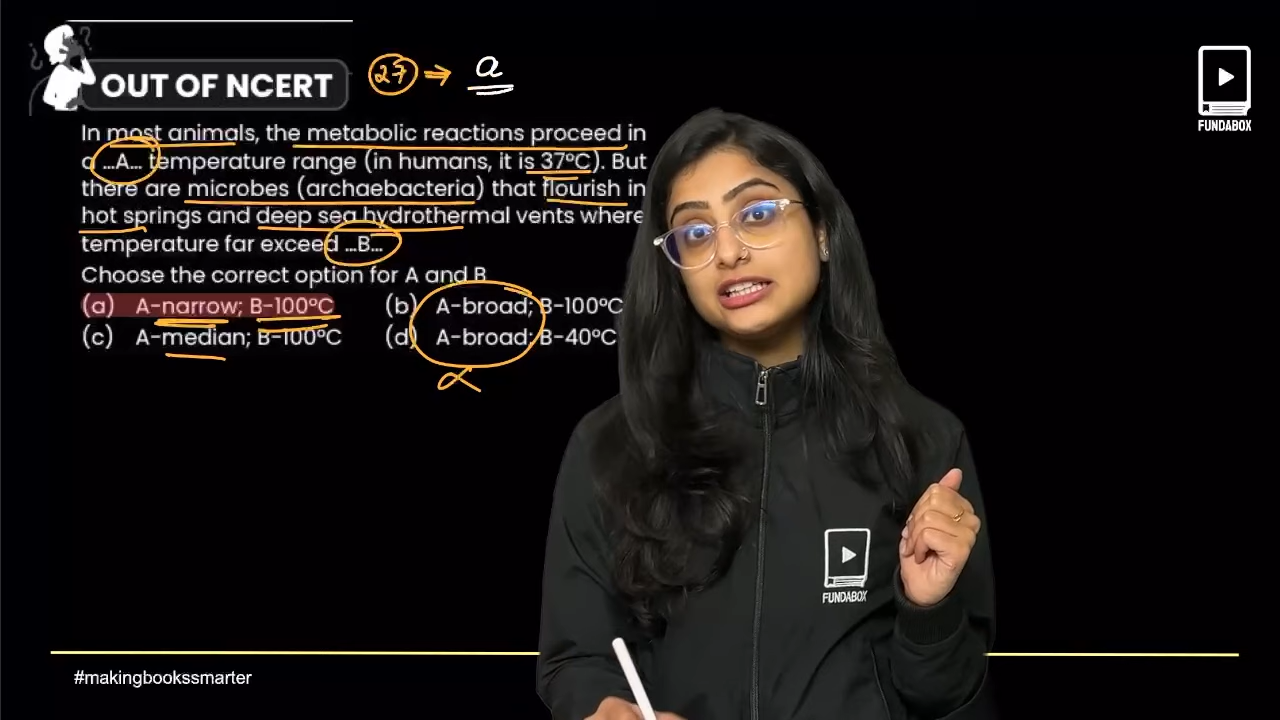 OUT OF NCERT
27 ⇒ a
FUNDABOX
In most animals, the metabolic reactions proceed in
a ...A... temperature range (in humans, it is 37°C). But
there are microbes (archaebacteria) that flourish in
hot springs and deep sea hydrothermal vents where
temperature far exceed ...B...
Choose the correct option for A and B
(a) A-narrow; B-100°C (b) A-broad; B-100°C
(c) A-median; B-100°C (d) A-broad; B-40°C
FUNDABOX
#makingbookssmarter